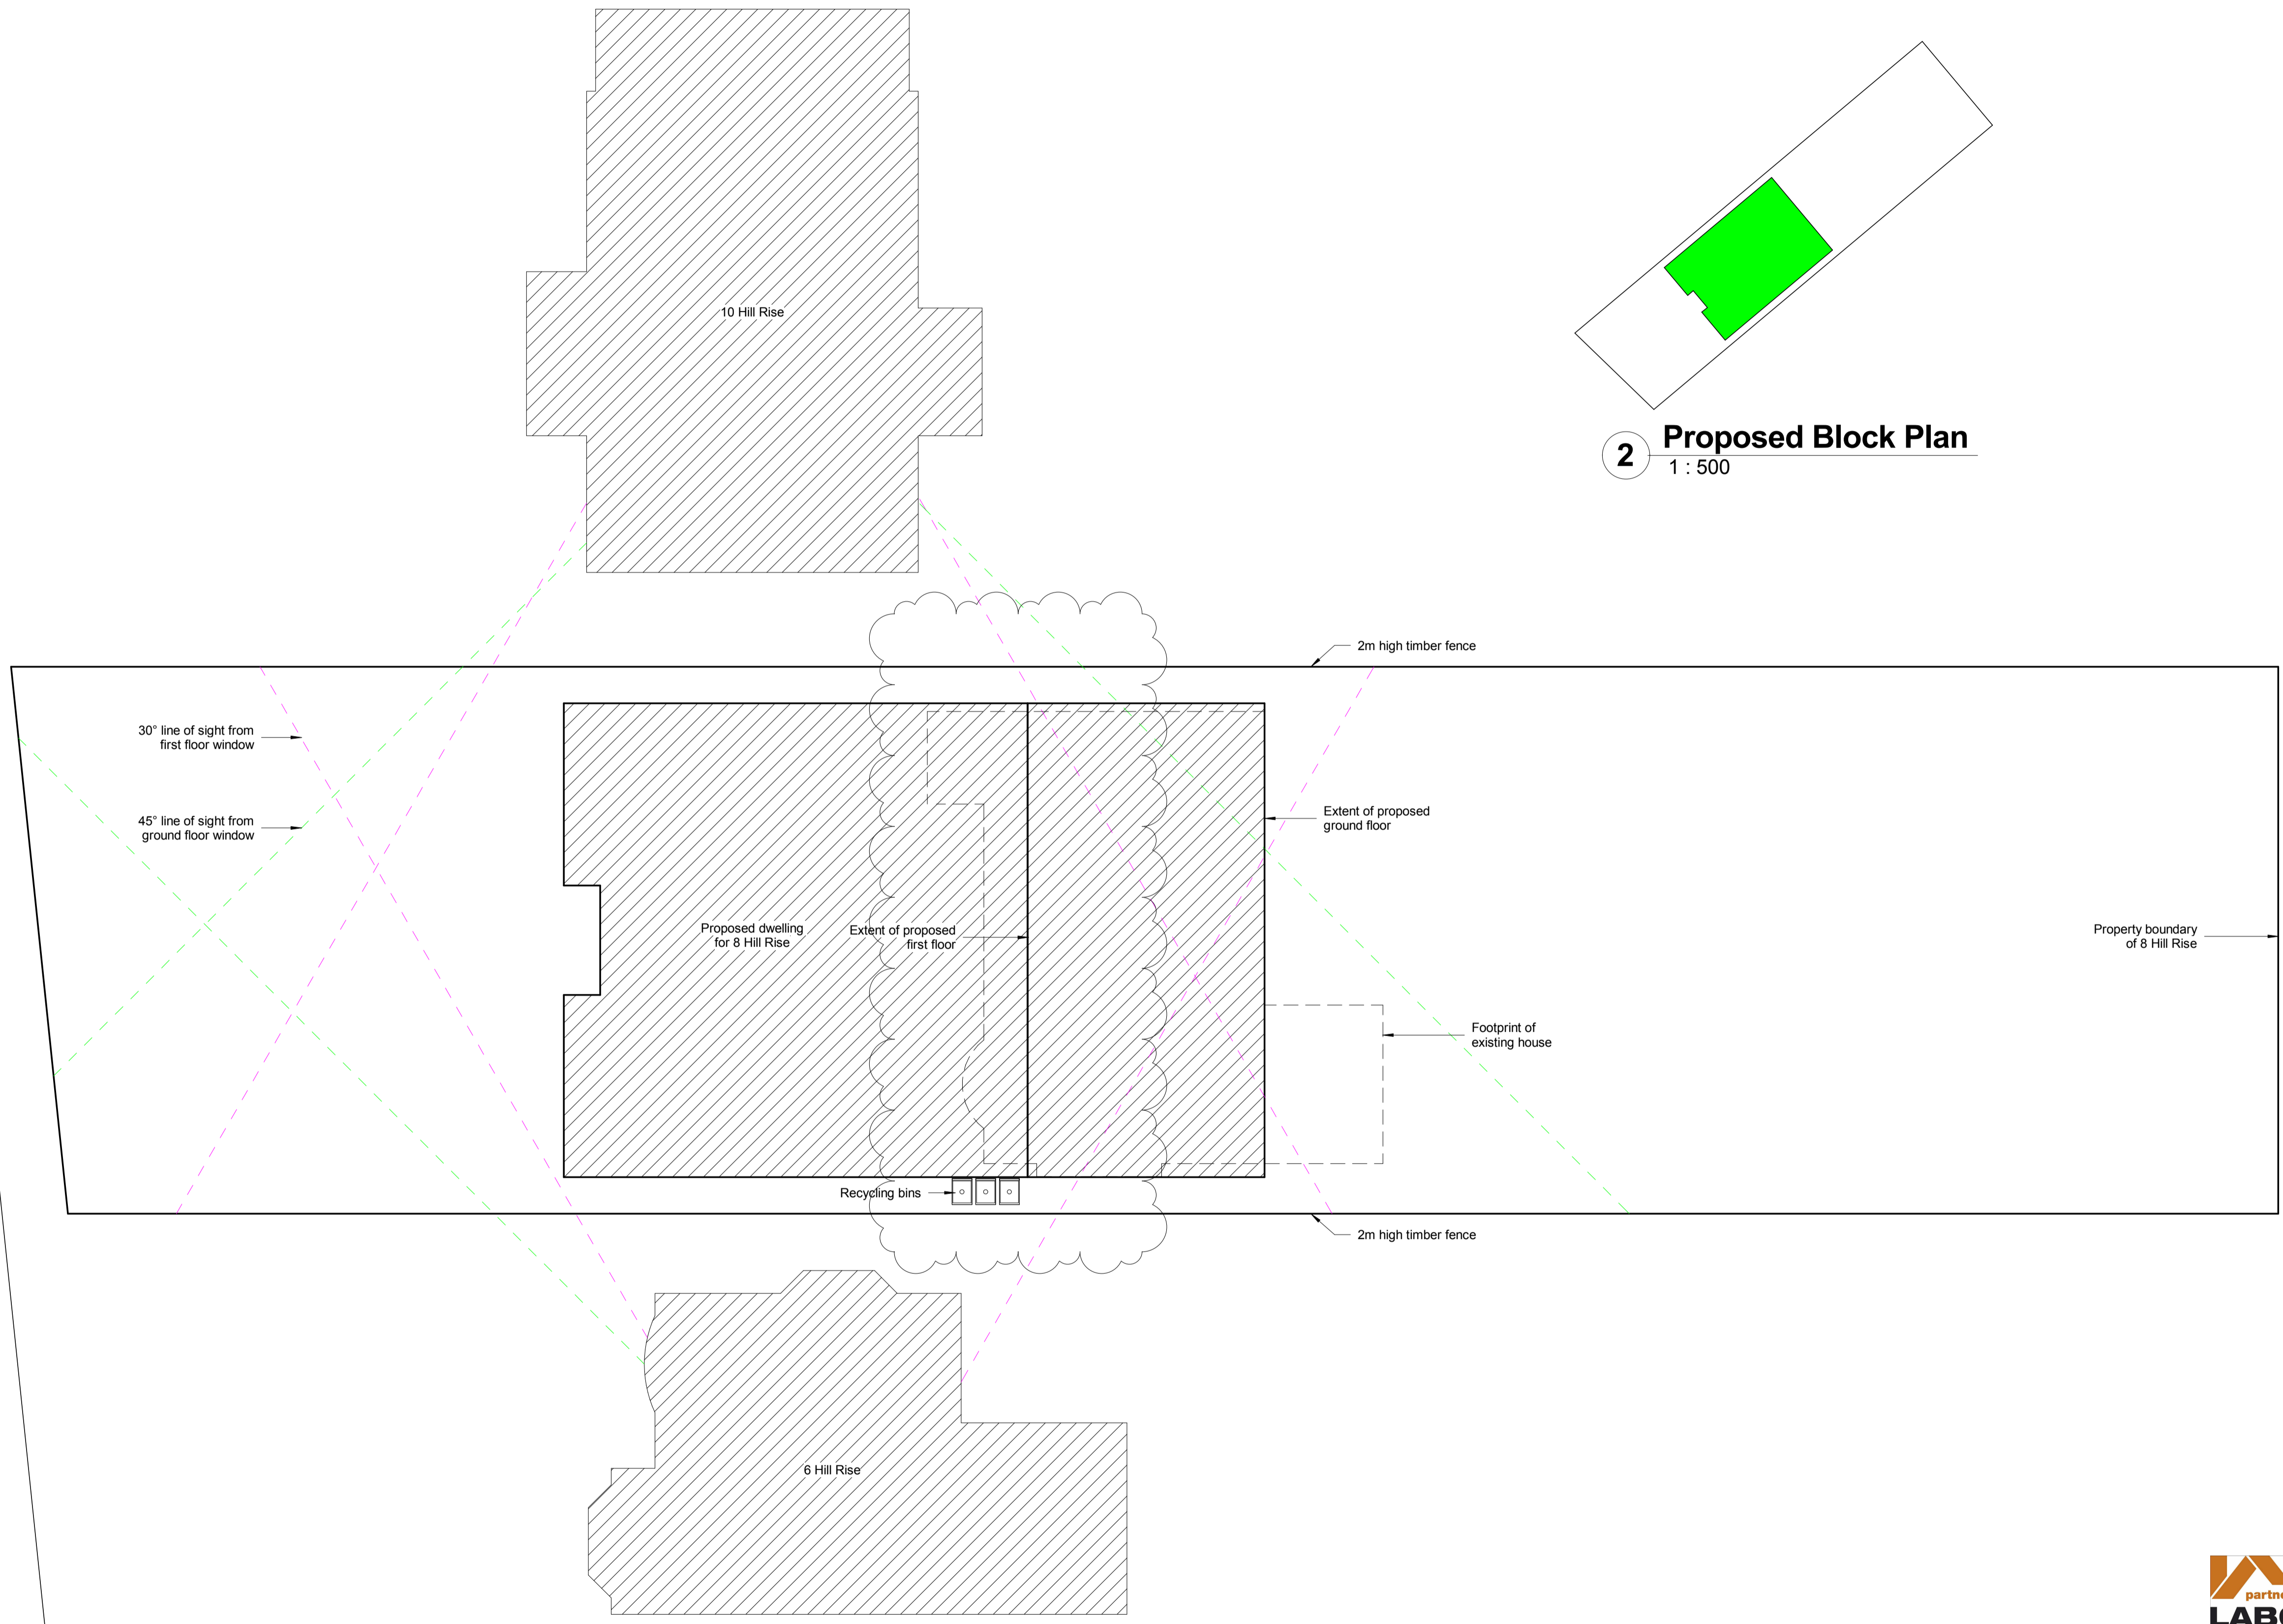 10 Hill Rise
2
Proposed Block Plan
1 : 500
2m high timber fence
30° line of sight from
first floor window
45° line of sight from
ground floor window
Extent of proposed
ground floor
Proposed dwelling
for 8 Hill Rise
Extent of proposed
first floor
Property boundary
of 8 Hill Rise
Footprint of
existing house
Recycling bins
2m high timber fence
6 Hill Rise